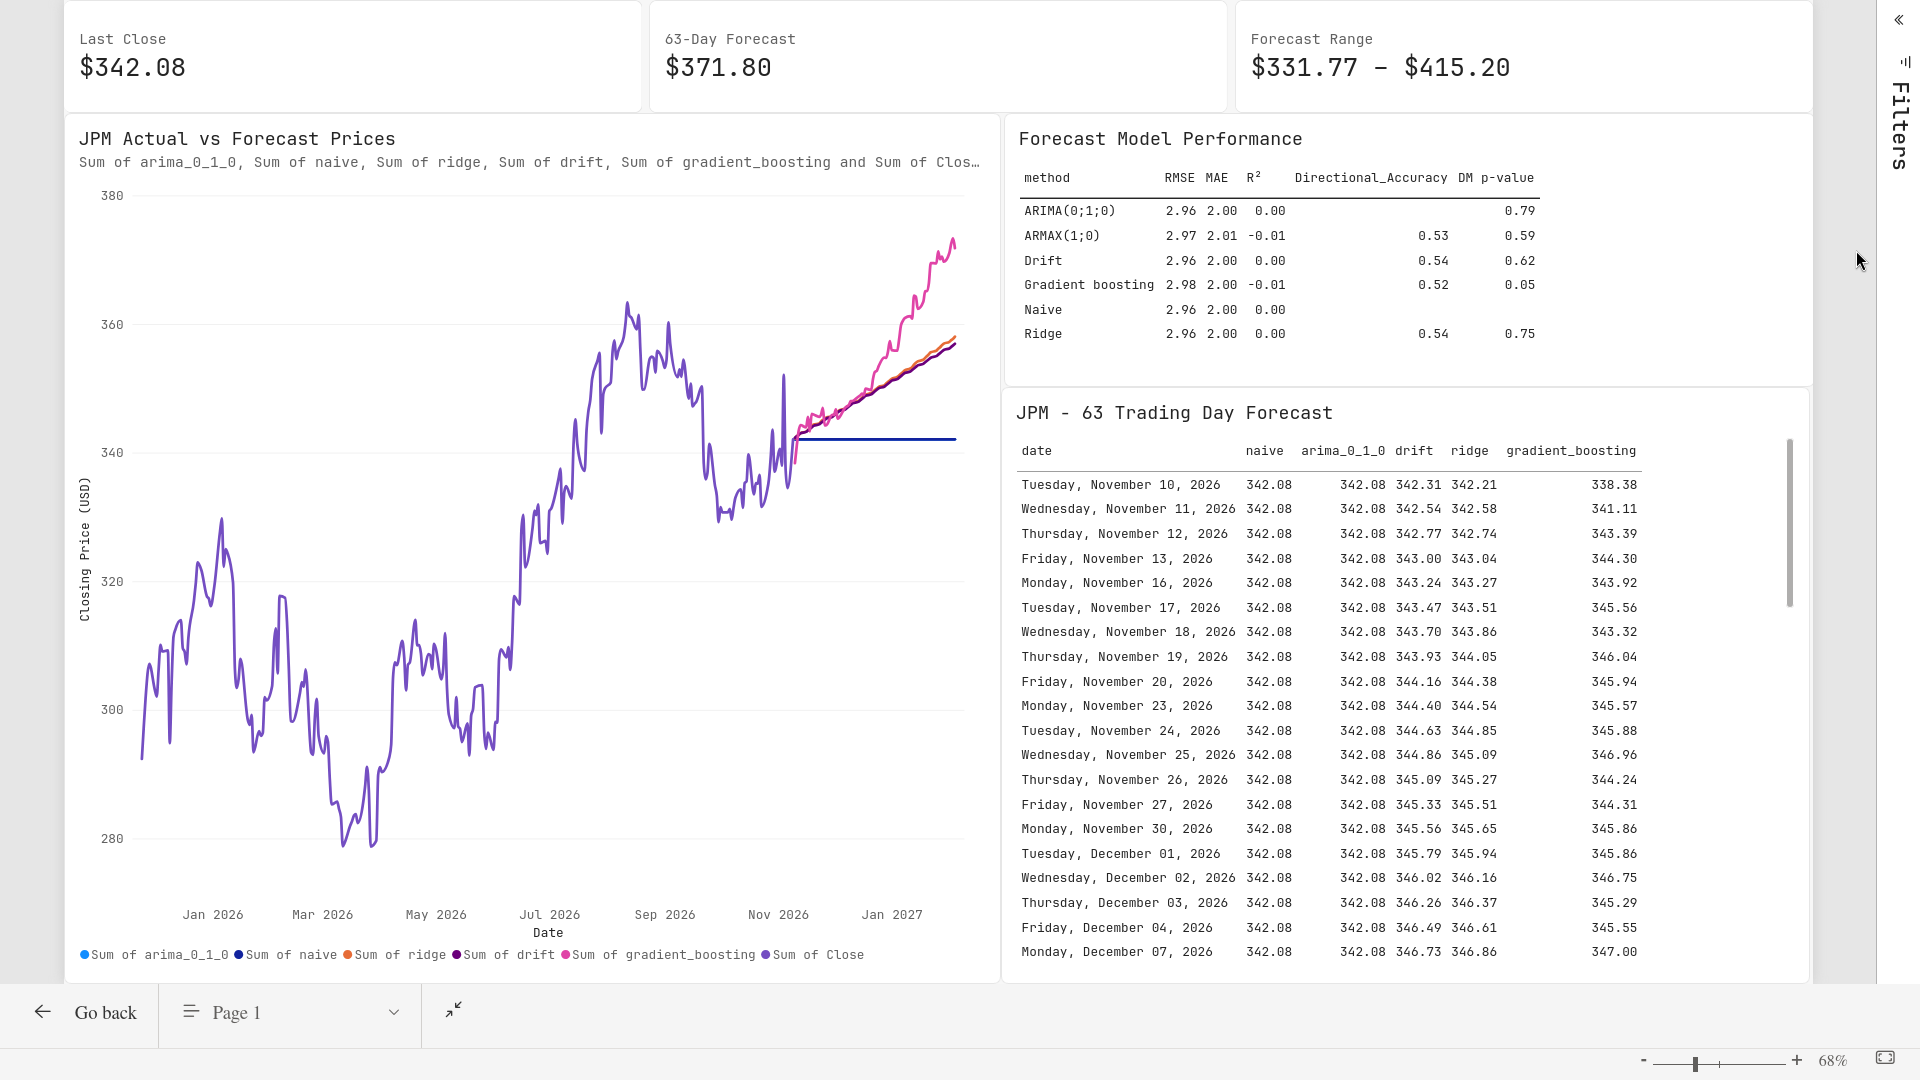 Last Close
$342.08
63-Day Forecast
$371.80
Forecast Range
$331.77 – $415.20
JPM Actual vs Forecast Prices
Sum of arima_0_1_0, Sum of naive, Sum of ridge, Sum of drift, Sum of gradient_boosting and Sum of Clos…
380
360
340
320
300
280
Closing Price (USD)
Jan 2026 Mar 2026 May 2026 Jul 2026 Sep 2026 Nov 2026 Jan 2027
Date
Sum of arima_0_1_0 Sum of naive Sum of ridge Sum of drift Sum of gradient_boosting Sum of Close
Forecast Model Performance
method RMSE MAE R² Directional_Accuracy DM p-value
ARIMA(0;1;0) 2.96 2.00 0.00 0.79
ARMAX(1;0) 2.97 2.01 -0.01 0.53 0.59
Drift 2.96 2.00 0.00 0.54 0.62
Gradient boosting 2.98 2.00 -0.01 0.52 0.05
Naive 2.96 2.00 0.00
Ridge 2.96 2.00 0.00 0.54 0.75
JPM - 63 Trading Day Forecast
date naive arima_0_1_0 drift ridge gradient_boosting
Tuesday, November 10, 2026 342.08 342.08 342.31 342.21 338.38
Wednesday, November 11, 2026 342.08 342.08 342.54 342.58 341.11
Thursday, November 12, 2026 342.08 342.08 342.77 342.74 343.39
Friday, November 13, 2026 342.08 342.08 343.00 343.04 344.30
Monday, November 16, 2026 342.08 342.08 343.24 343.27 343.92
Tuesday, November 17, 2026 342.08 342.08 343.47 343.51 345.56
Wednesday, November 18, 2026 342.08 342.08 343.70 343.86 343.32
Thursday, November 19, 2026 342.08 342.08 343.93 344.05 346.04
Friday, November 20, 2026 342.08 342.08 344.16 344.38 345.94
Monday, November 23, 2026 342.08 342.08 344.40 344.54 345.57
Tuesday, November 24, 2026 342.08 342.08 344.63 344.85 345.88
Wednesday, November 25, 2026 342.08 342.08 344.86 345.09 346.96
Thursday, November 26, 2026 342.08 342.08 345.09 345.27 344.24
Friday, November 27, 2026 342.08 342.08 345.33 345.51 344.31
Monday, November 30, 2026 342.08 342.08 345.56 345.65 345.86
Tuesday, December 01, 2026 342.08 342.08 345.79 345.94 345.86
Wednesday, December 02, 2026 342.08 342.08 346.02 346.16 346.75
Thursday, December 03, 2026 342.08 342.08 346.26 346.37 345.29
Friday, December 04, 2026 342.08 342.08 346.49 346.61 345.55
Monday, December 07, 2026 342.08 342.08 346.73 346.86 347.00
Filters
Go back
Page 1
- + 68%